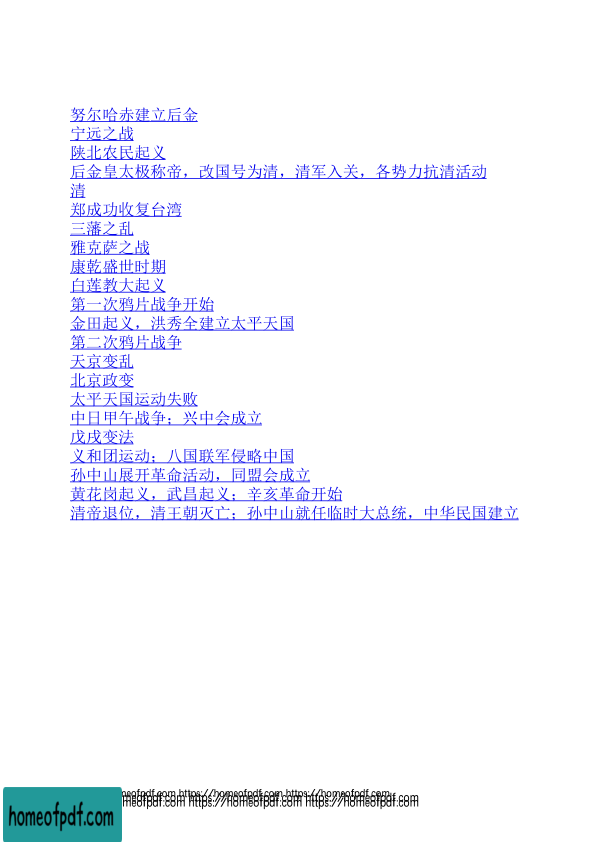 努尔哈赤建立后金
宁远之战
陕北农民起义
后金皇太极称帝，改国号为清，清军入关，各势力抗清活动
清
郑成功收复台湾
三藩之乱
雅克萨之战
康乾盛世时期
白莲教大起义
第一次鸦片战争开始
金田起义，洪秀全建立太平天国
第二次鸦片战争
天京变乱
北京政变
太平天国运动失败
中日甲午战争；兴中会成立
戊戌变法
义和团运动；八国联军侵略中国
孙中山展开革命活动，同盟会成立
黄花岗起义，武昌起义；辛亥革命开始
清帝退位，清王朝灭亡；孙中山就任临时大总统，中华民国建立
meofpdf.com https://homeofpdf.com https://homeofpdf.com
meofpdf.com https://homeofpdf.com https://homeofpdf.com
homeofpdf.com